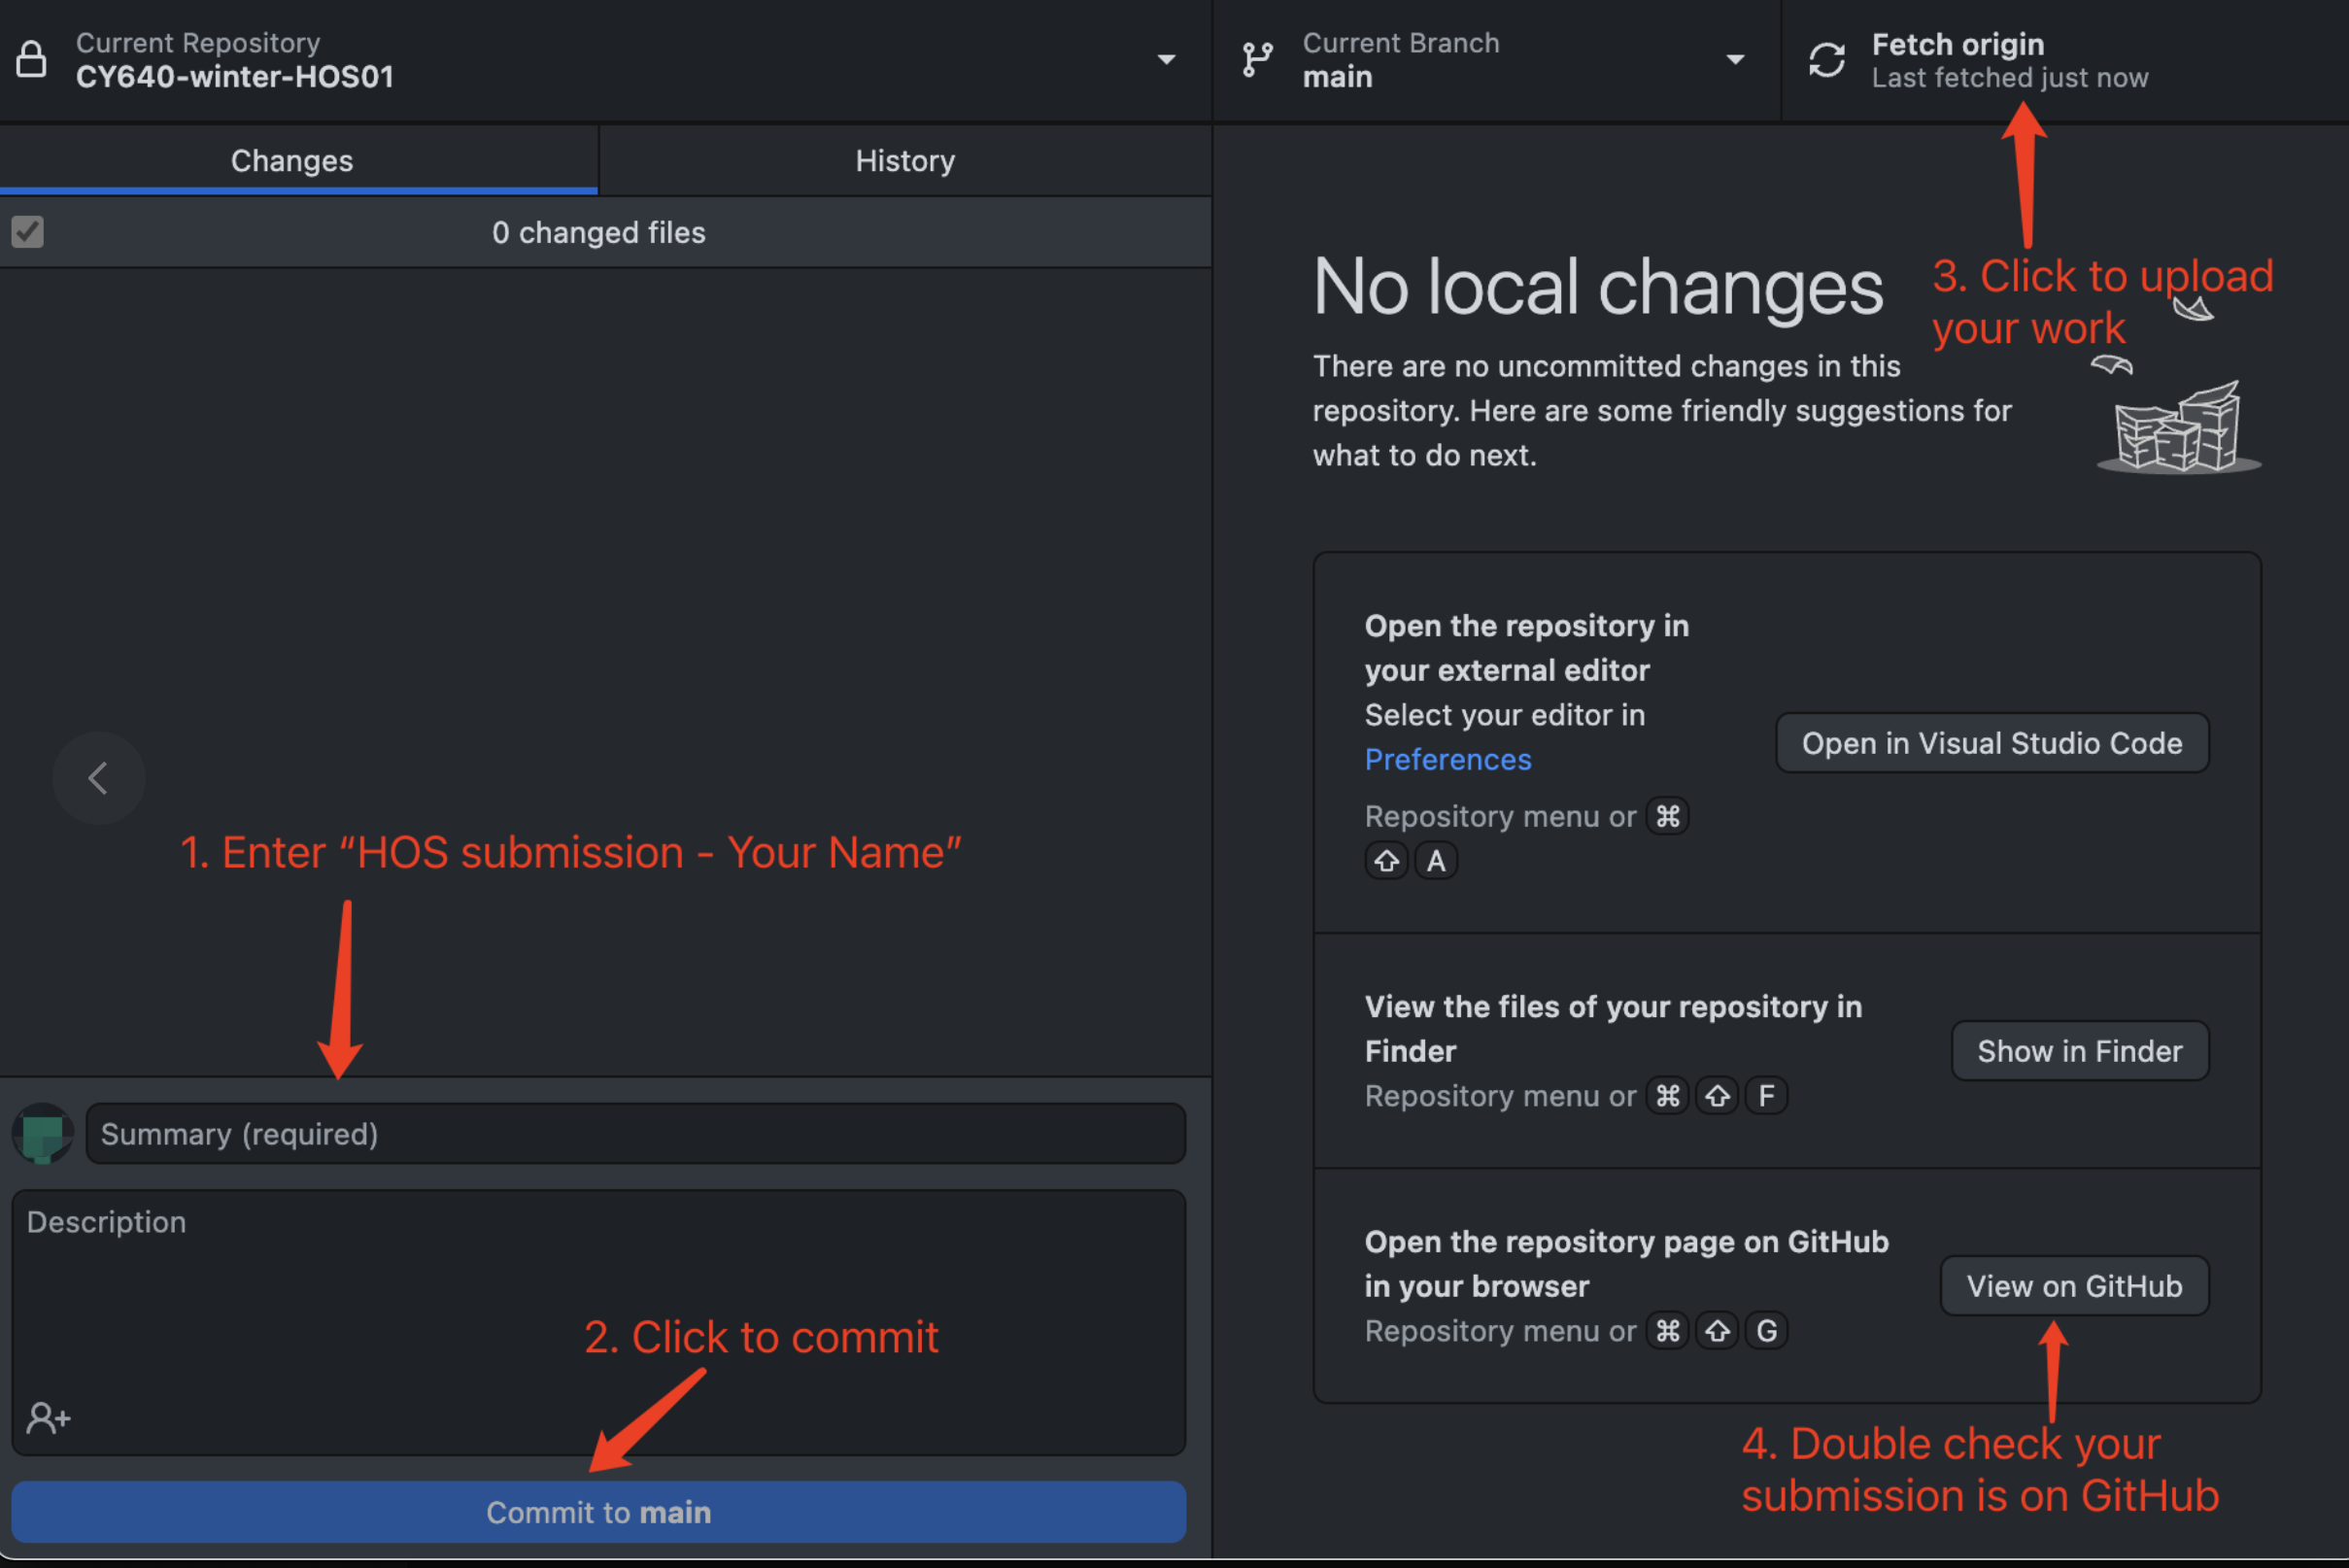 Current Repository
CY640-winter-HOS01
Current Branch
main
Fetch origin
Last fetched just now
Changes
History
0 changed files
3. Click to upload
your work
No local changes
There are no uncommitted changes in this
repository. Here are some friendly suggestions for
what to do next.
Open the repository in
your external editor
Select your editor in
Preferences
Open in Visual Studio Code
Repository menu or ⌘
⇧ A
1. Enter “HOS submission - Your Name”
View the files of your repository in
Finder
Show in Finder
Repository menu or ⌘ ⇧ F
Summary (required)
Description
Open the repository page on GitHub
in your browser
View on GitHub
Repository menu or ⌘ ⇧ G
2. Click to commit
4. Double check your
submission is on GitHub
Commit to main